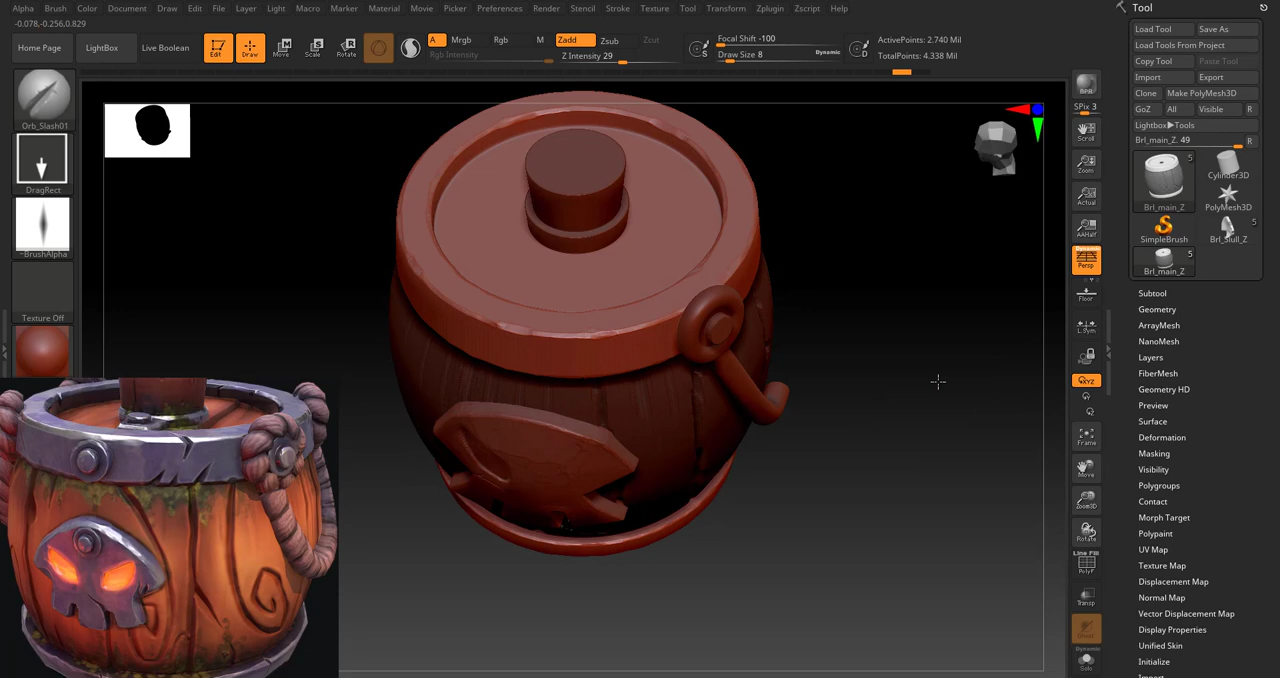 Alpha Brush Color Document Draw Edit File Layer Light Macro Marker Material Movie Picker Preferences Render Stencil Stroke Texture Tool Transform Zplugin Zscript Help
-0.078,-0.256,0.829
Home Page LightBox Live Boolean Edit Draw Move Scale Rotate A Mrgb Rgb M Zadd Zsub Zcut
Rgb Intensity Z Intensity 29
Focal Shift -100
Draw Size 8 Dynamic
ActivePoints: 2.740 Mil
TotalPoints: 4.338 Mil
S
D
Orb_Slash01
DragRect
~BrushAlpha
Texture Off
BPR
SPix 3
Scroll
Zoom
Actual
AAHalf
Dynamic
Persp
Floor
L.Sym
XYZ
Frame
Move
Zoom3D
Rotate
Line Fill
PolyF
Transp
Ghost
Dynamic
Solo
Tool
Load Tool Save As
Load Tools From Project
Copy Tool Paste Tool
Import Export
Clone Make PolyMesh3D
GoZ All Visible R
Lightbox▶Tools
Brl_main_Z. 49 R
5
Cylinder3D
Brl_main_Z PolyMesh3D
5
SimpleBrush Brl_Slull_Z
5
Brl_main_Z
Subtool
Geometry
ArrayMesh
NanoMesh
Layers
FiberMesh
Geometry HD
Preview
Surface
Deformation
Masking
Visibility
Polygroups
Contact
Morph Target
Polypaint
UV Map
Texture Map
Displacement Map
Normal Map
Vector Displacement Map
Display Properties
Unified Skin
Initialize
Import